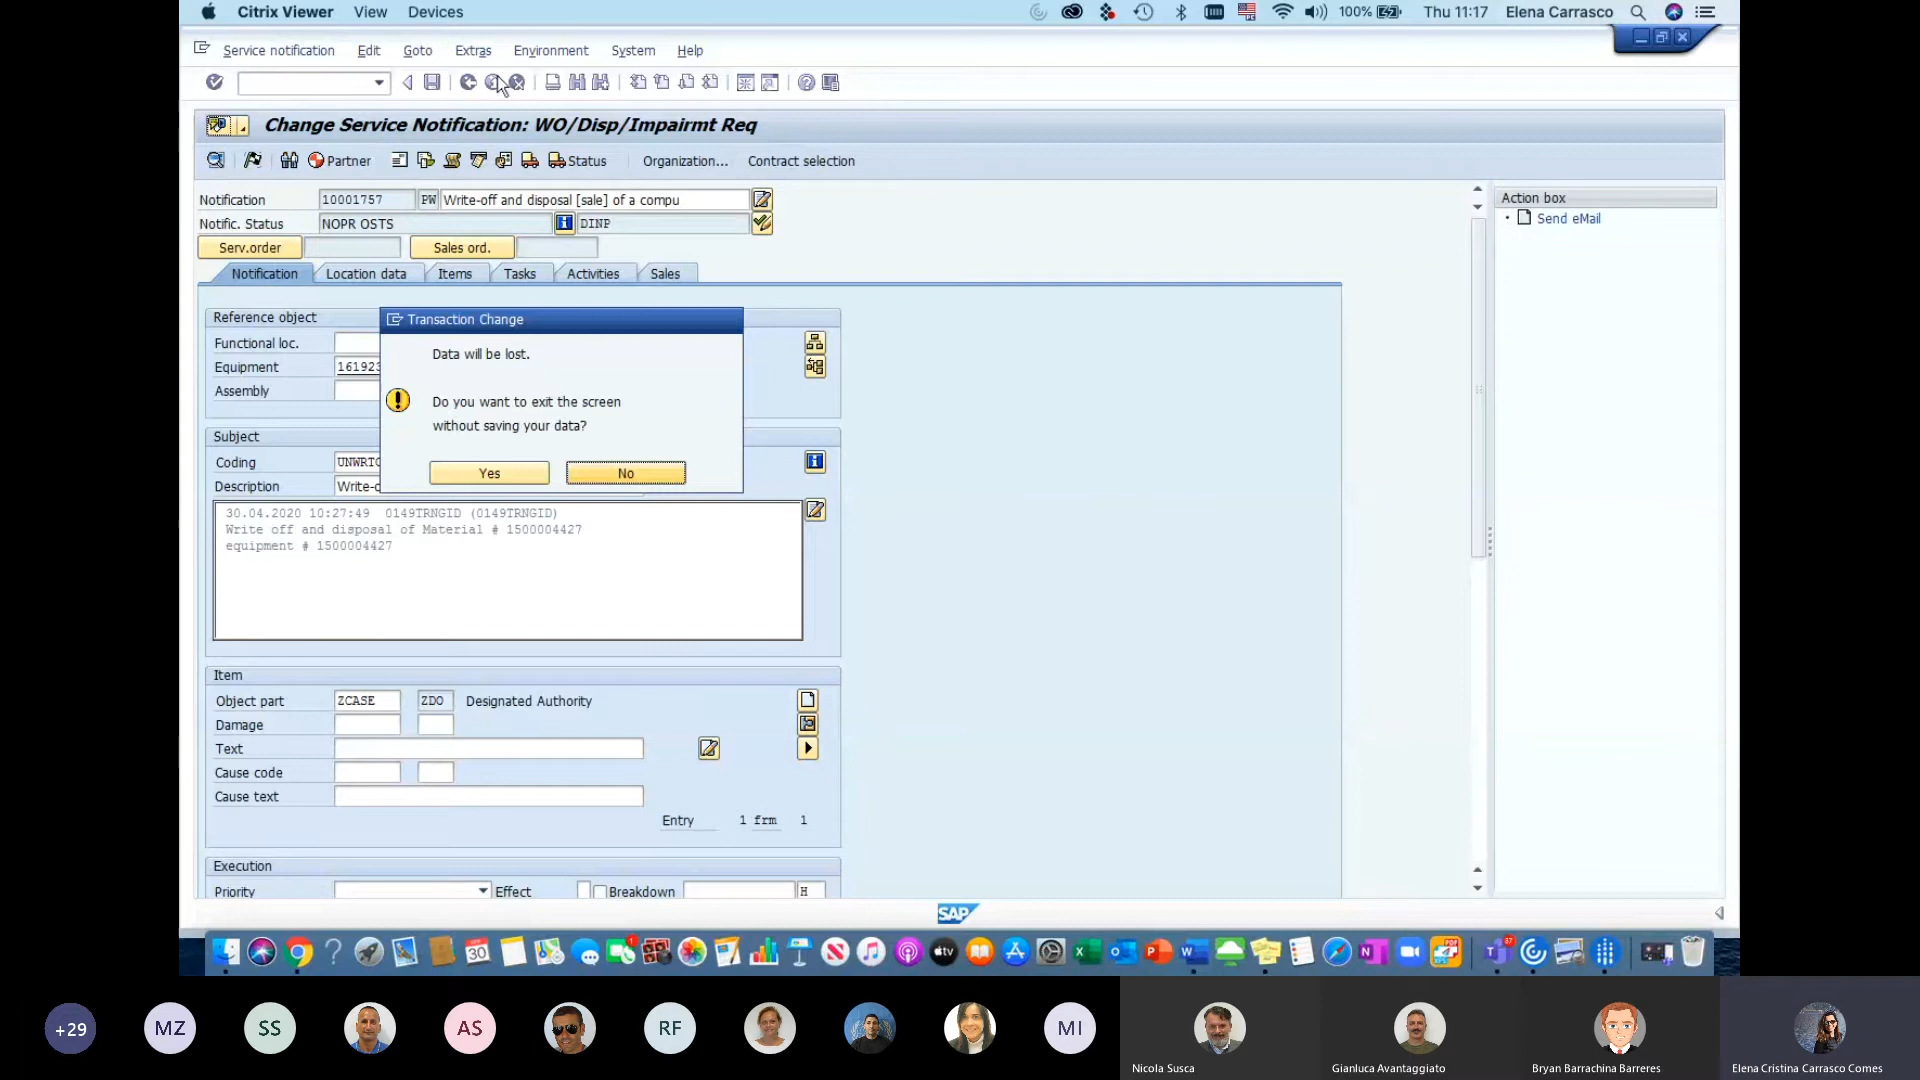 Citrix Viewer View Devices 100% Thu 11:17 Elena Carrasco
Service notification Edit Goto Extras Environment System Help
Change Service Notification: WO/Disp/Impairmt Req
Partner Status Organization... Contract selection
Notification 10001757 PW Write-off and disposal [sale] of a compu
Notific. Status NOPR OSTS DINP
Serv.order Sales ord.
Notification Location data Items Tasks Activities Sales
Action box
Send eMail
Reference object
Functional loc.
Equipment 161923
Assembly
Transaction Change
Data will be lost.
Do you want to exit the screen
without saving your data?
Yes No
Subject
Coding UNWRTO
Description Write-o
30.04.2020 10:27:49 0149TRNGID (0149TRNGID)
Write off and disposal of Material # 1500004427
equipment # 1500004427
Item
Object part ZCASE ZDO Designated Authority
Damage
Text
Cause code
Cause text
Entry 1 frm 1
Execution
Priority Effect Breakdown H
SAP
30 tv
+29 MZ SS AS RF MI
Nicola Susca Gianluca Avantaggiato Bryan Barrachina Barreres Elena Cristina Carrasco Comes